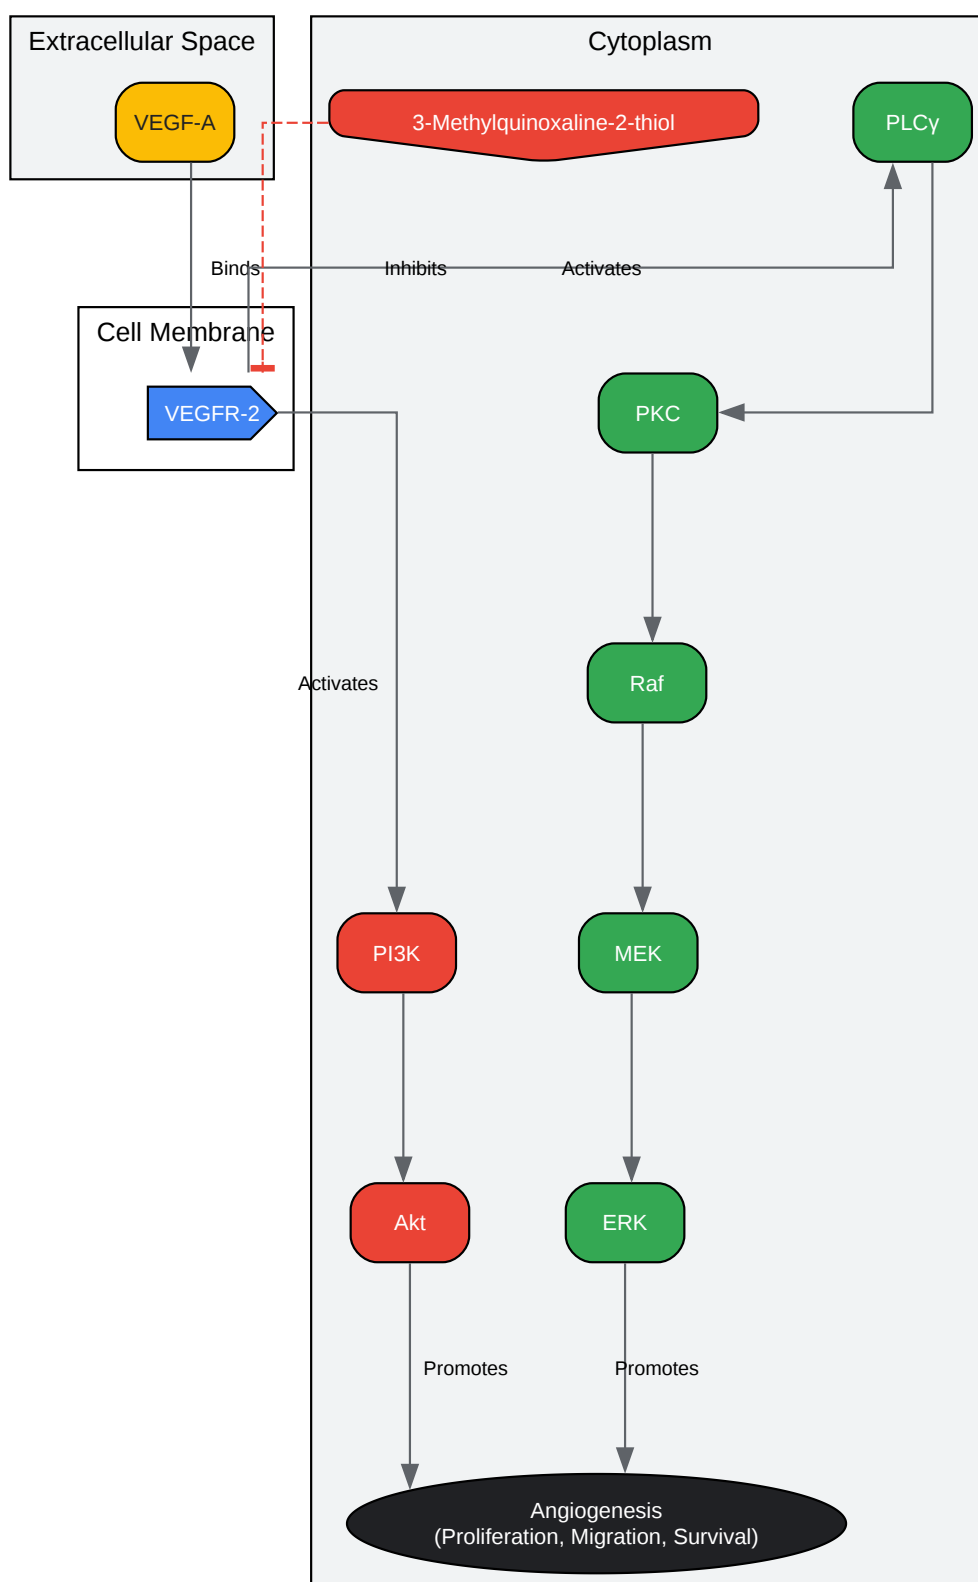 Extracellular Space
Cytoplasm
VEGF-A
3-Methylquinoxaline-2-thiol
PLCγ
Binds
Inhibits
Activates
Cell Membrane
VEGFR-2
PKC
Activates
Raf
PI3K
MEK
Akt
ERK
Promotes
Promotes
Angiogenesis
(Proliferation, Migration, Survival)